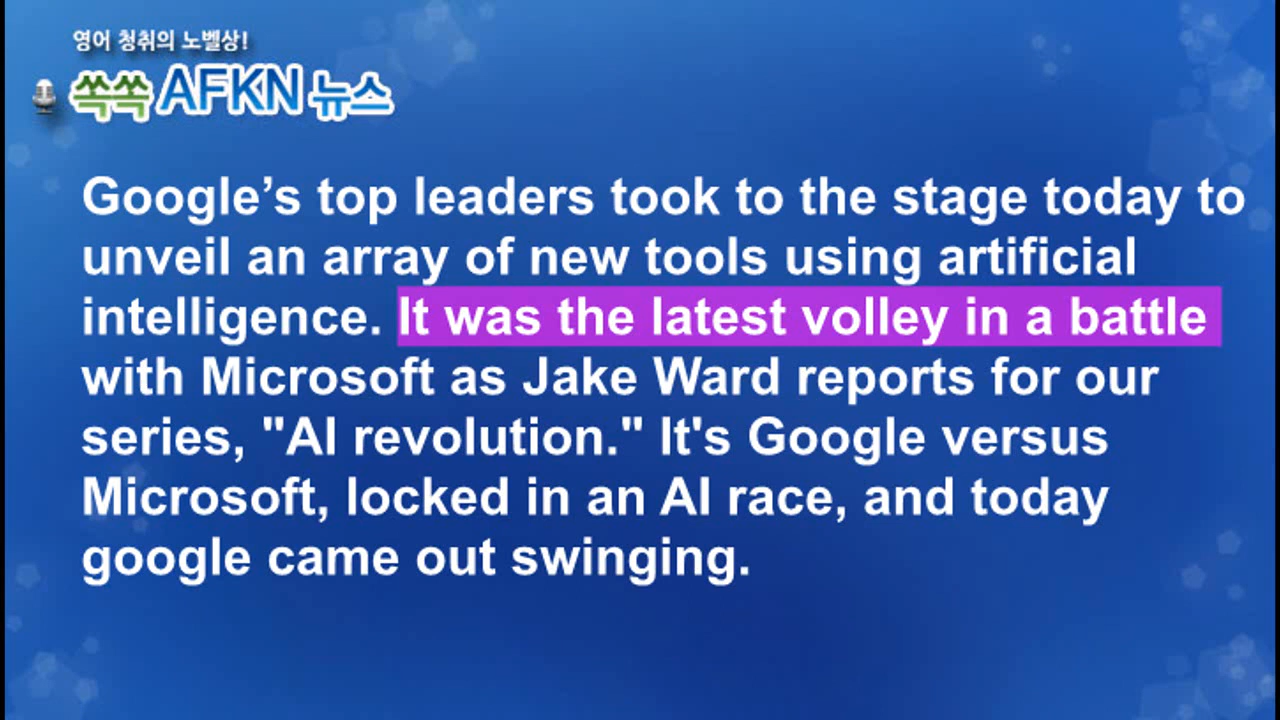 영어 청취의 노벨상!
쏙쏙 AFKN 뉴스
Google’s top leaders took to the stage today to
unveil an array of new tools using artificial
intelligence. It was the latest volley in a battle
with Microsoft as Jake Ward reports for our
series, "AI revolution." It's Google versus
Microsoft, locked in an AI race, and today
google came out swinging.